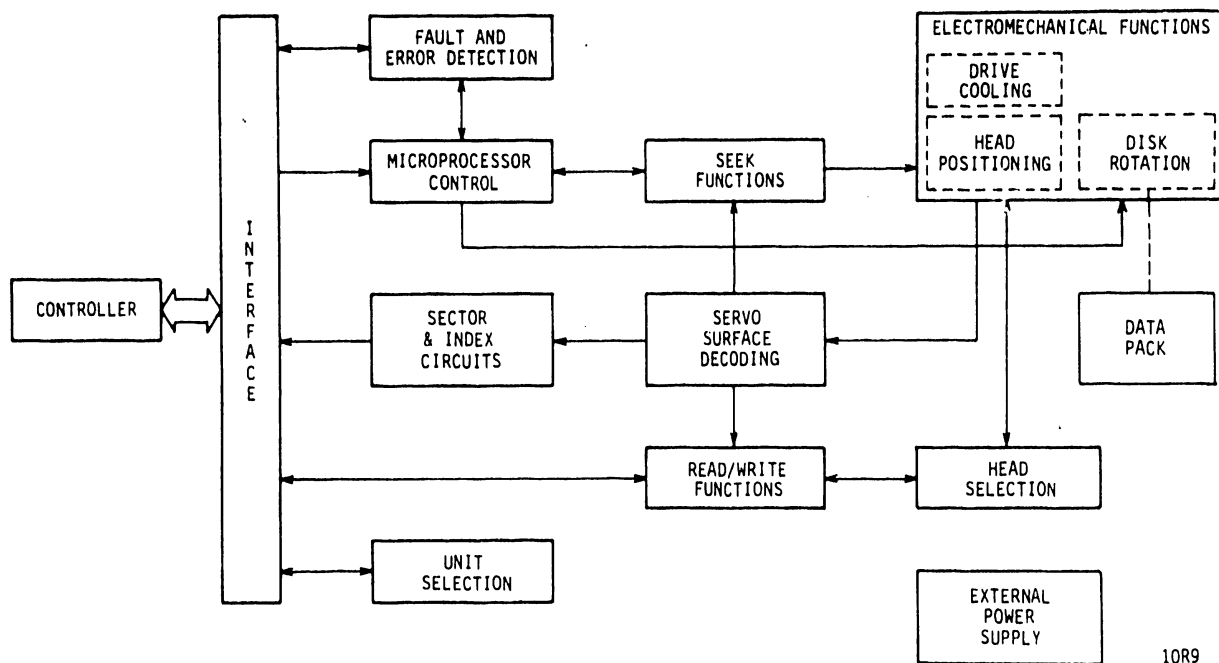 FAULT AND
ERROR DETECTION
ELECTROMECHANICAL FUNCTIONS
DRIVE
COOLING
MICROPROCESSOR
CONTROL
SEEK
FUNCTIONS
HEAD
POSITIONING
DISK
ROTATION
INTERFACE
CONTROLLER
SECTOR
& INDEX
CIRCUITS
SERVO
SURFACE
DECODING
DATA
PACK
READ/WRITE
FUNCTIONS
HEAD
SELECTION
UNIT
SELECTION
EXTERNAL
POWER
SUPPLY
10R9